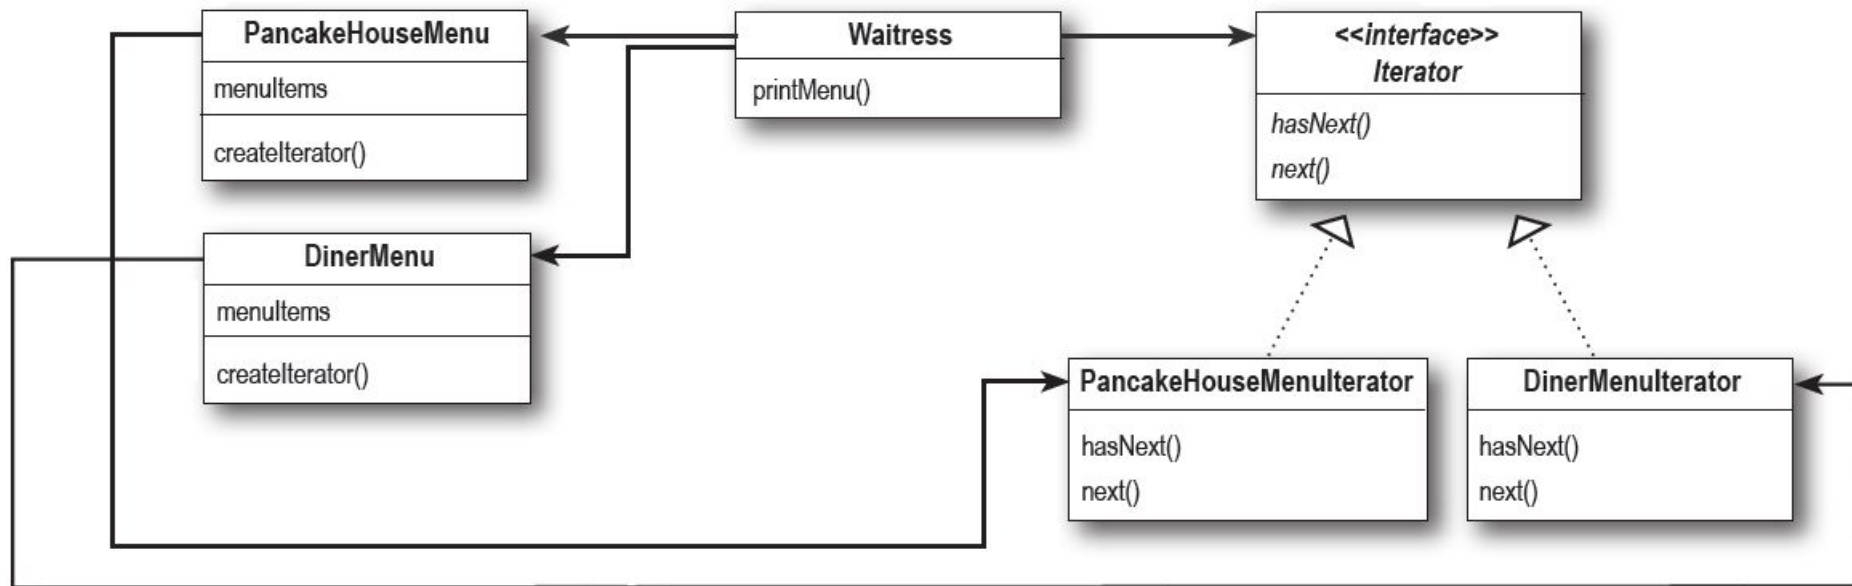 PancakeHouseMenu
menuItems
createIterator()
Waitress
printMenu()
<<interface>>
Iterator
hasNext()
next()
DinerMenu
menuItems
createIterator()
PancakeHouseMenuIterator
hasNext()
next()
DinerMenuIterator
hasNext()
next()